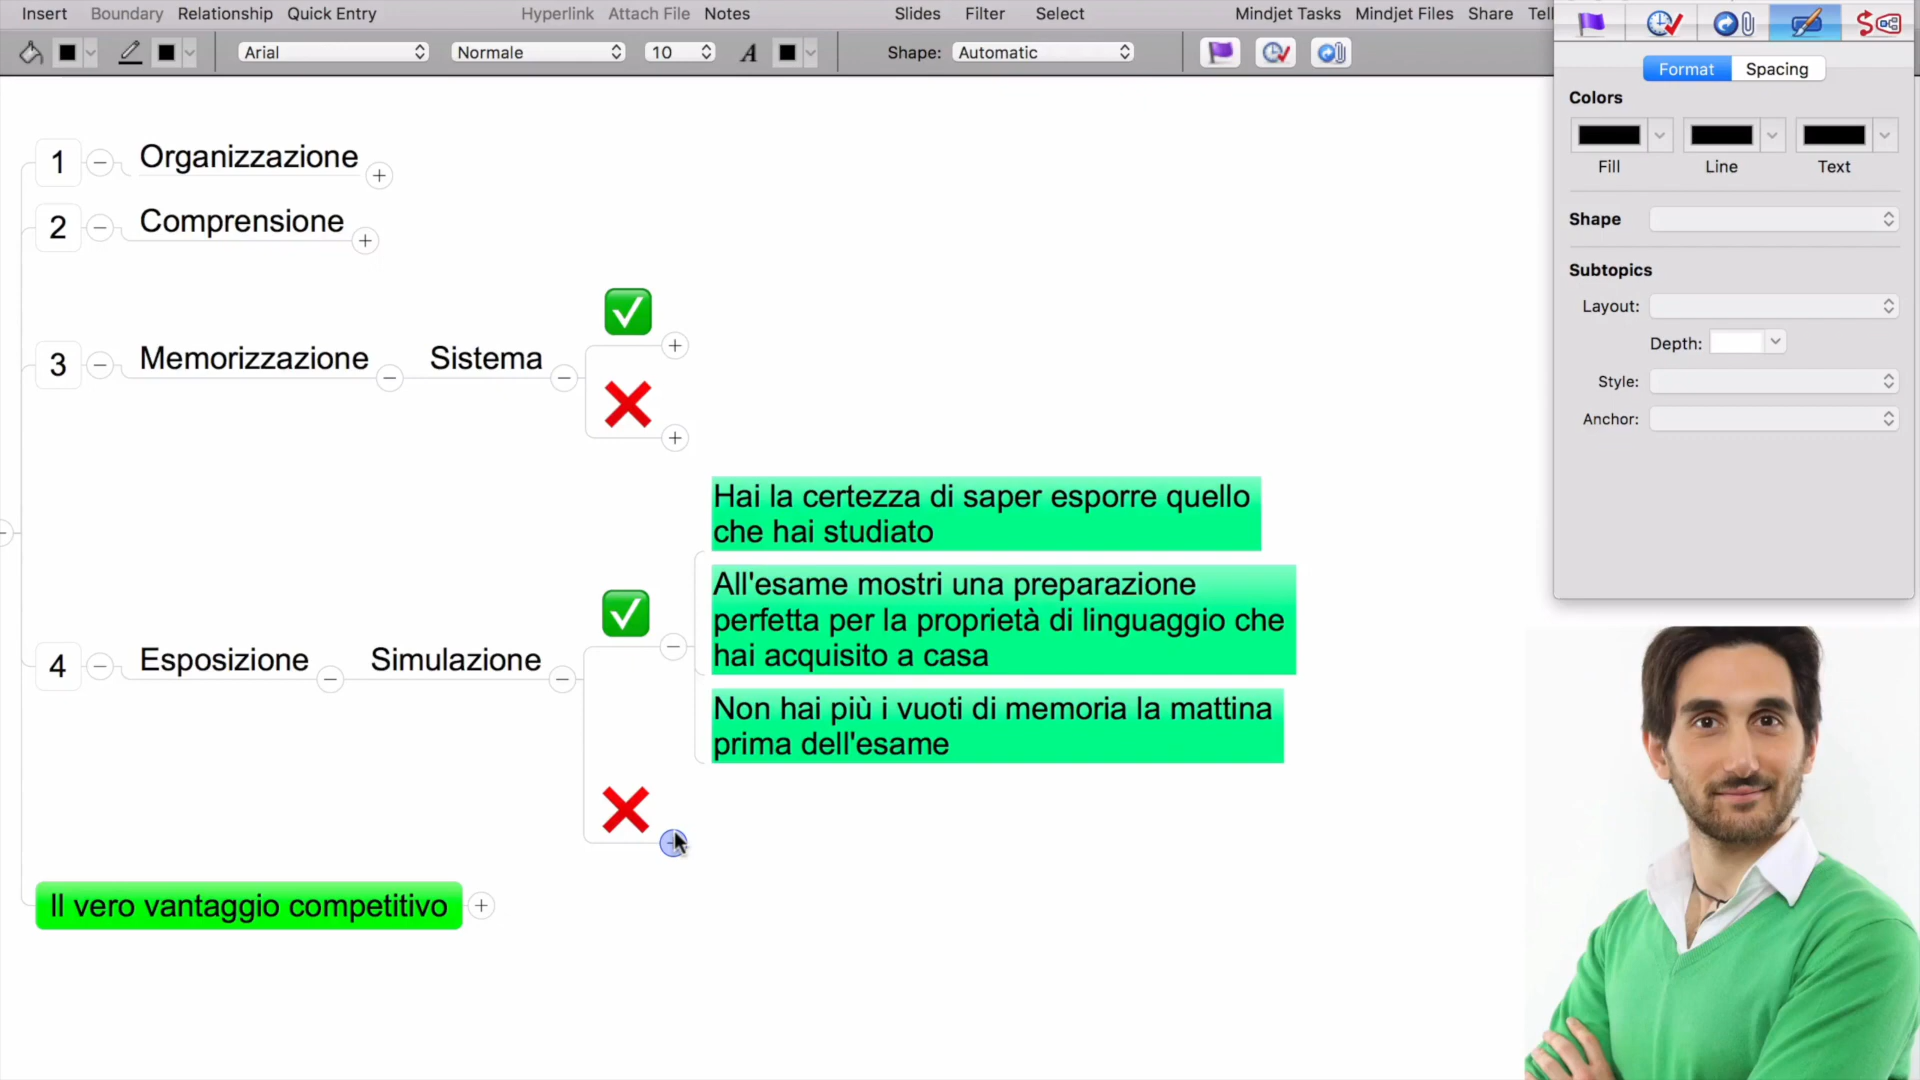 Insert Boundary Relationship Quick Entry Hyperlink Attach File Notes Slides Filter Select Mindjet Tasks Mindjet Files Share Tell
Arial Normale 10 A Shape: Automatic
Format Spacing
Colors
Fill Line Text
Shape
Subtopics
Layout:
Depth:
Style:
Anchor:
1 Organizzazione
2 Comprensione
3 Memorizzazione Sistema
Hai la certezza di saper esporre quello
che hai studiato
All'esame mostri una preparazione
perfetta per la proprietà di linguaggio che
hai acquisito a casa
4 Esposizione Simulazione
Non hai più i vuoti di memoria la mattina
prima dell'esame
Il vero vantaggio competitivo